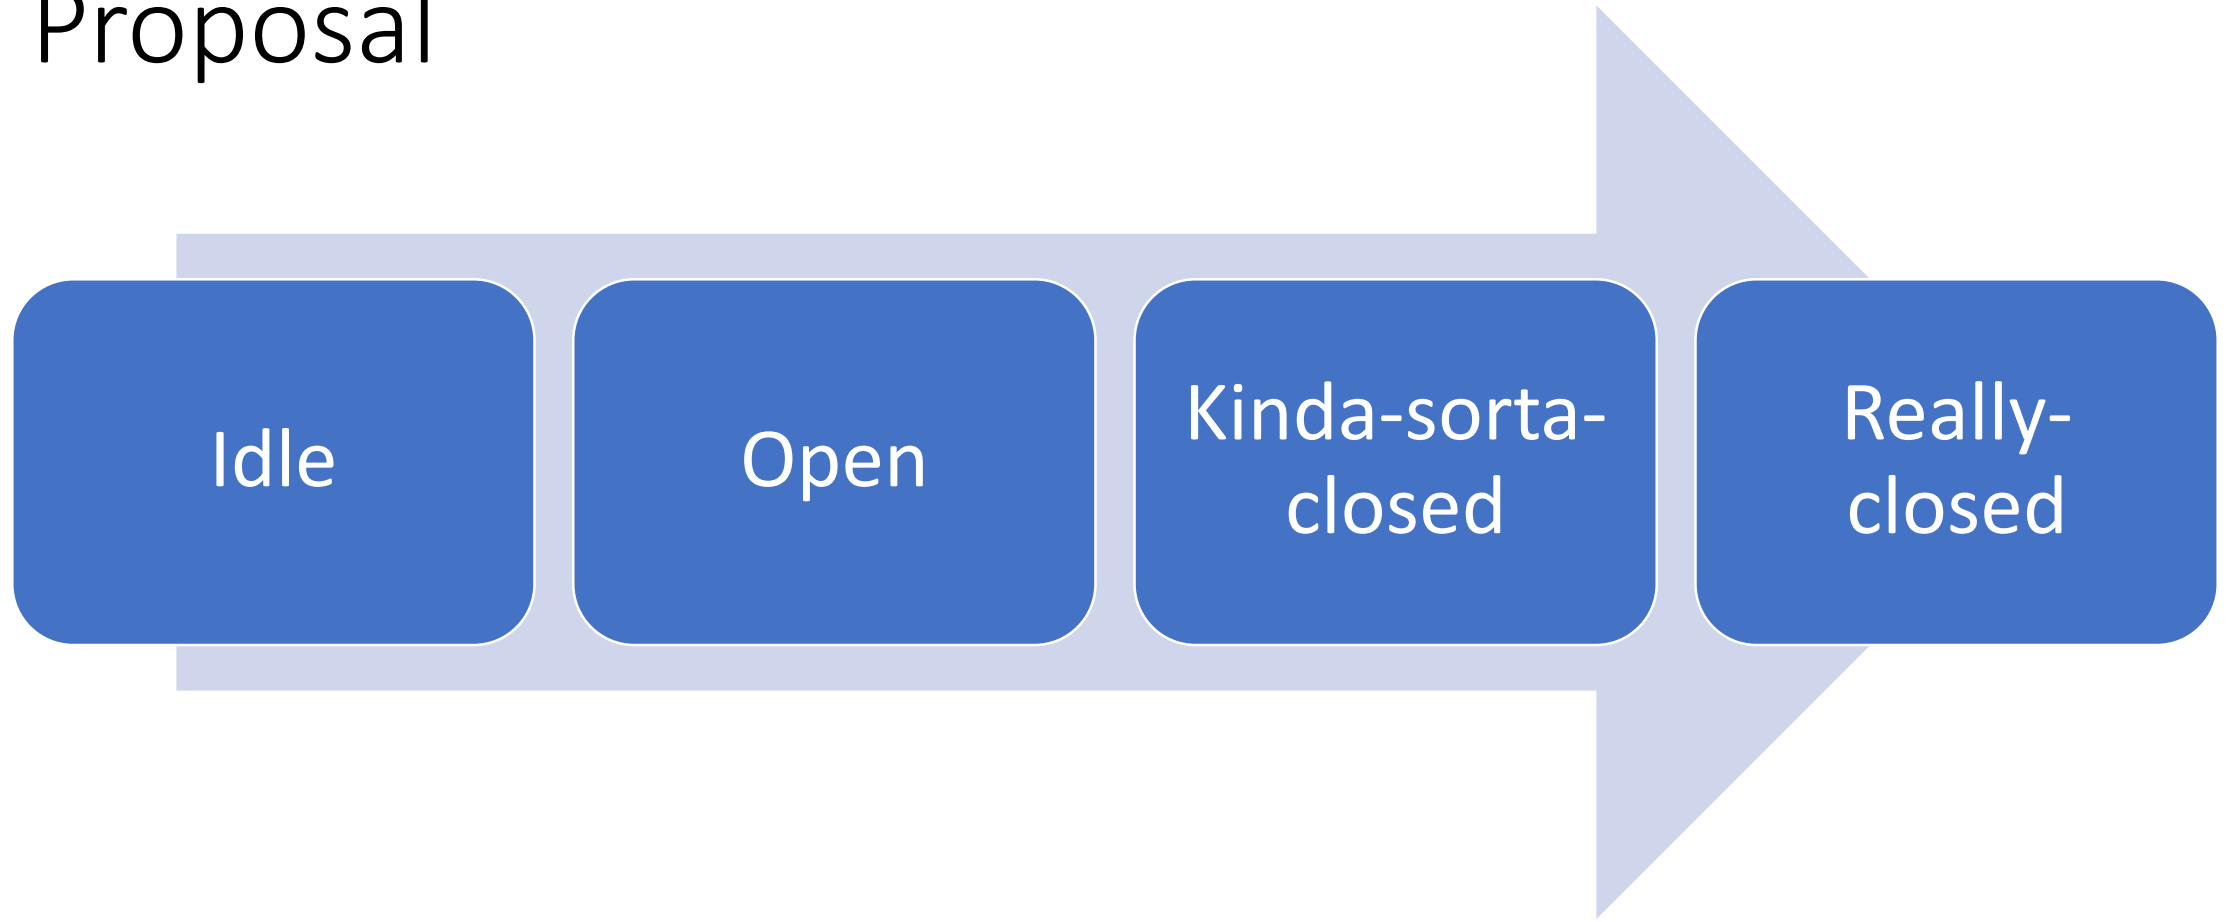 Proposal
Idle
Open
Kinda-sorta-
closed
Really-
closed